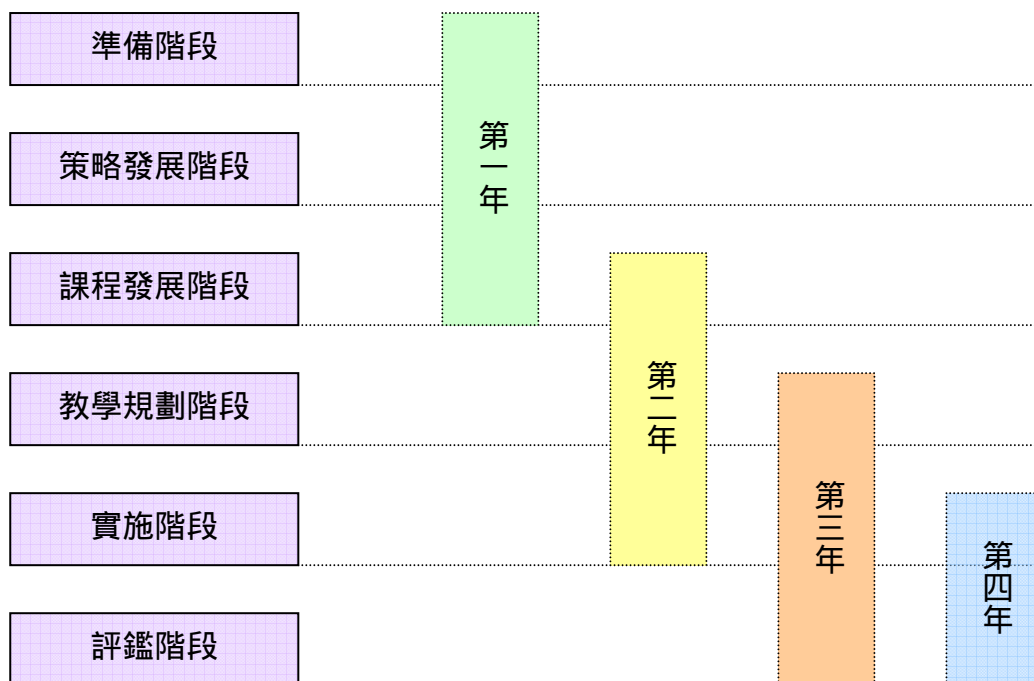 準備階段
策略發展階段
課程發展階段
教學規劃階段
實施階段
評鑑階段
第一年
第二年
第三年
第四年